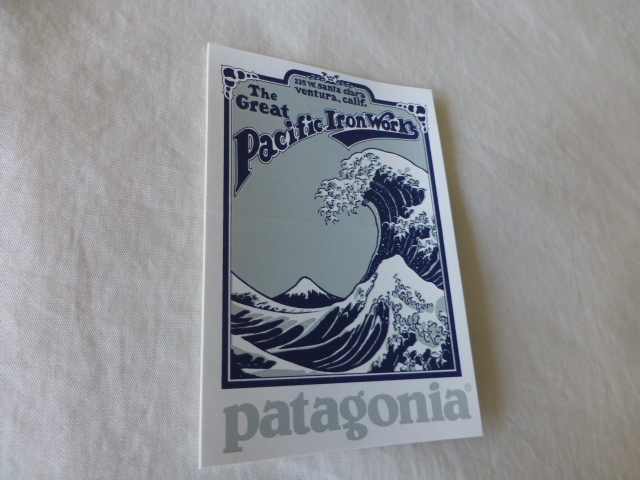 235 W. Santa Clara
Ventura, Calif.
The
Great
Pacific Iron Works
patagonia®